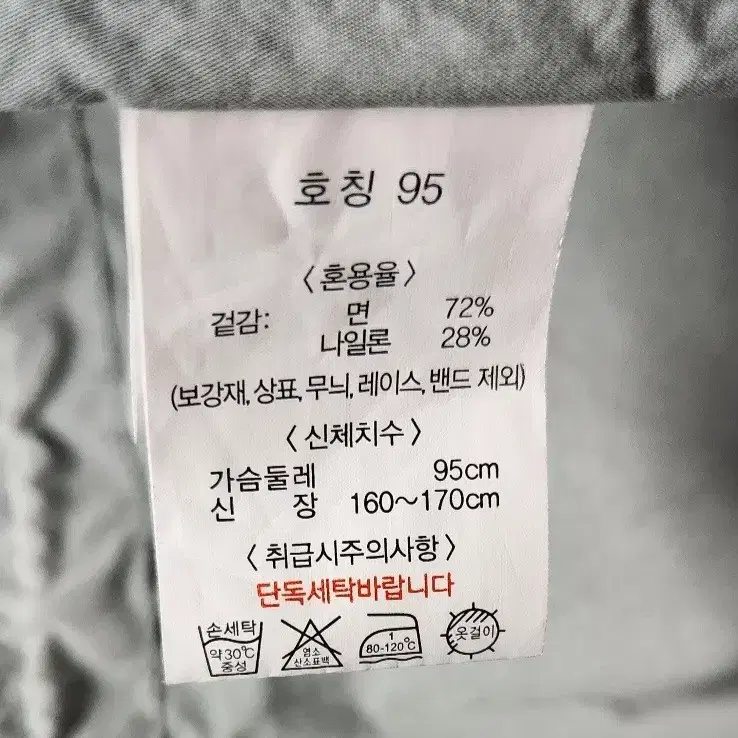 호칭 95
〈혼용율〉
겉감: 면 72%
나일론 28%
(보강재,상표,무늬,레이스,밴드 제외)
〈신체치수〉
가슴둘레 95cm
신 장 160~170cm
〈취급시주의사항〉
단독세탁바랍니다
손세탁
약30℃
중성
염소
산소표백
1
80-120℃
옷걸이